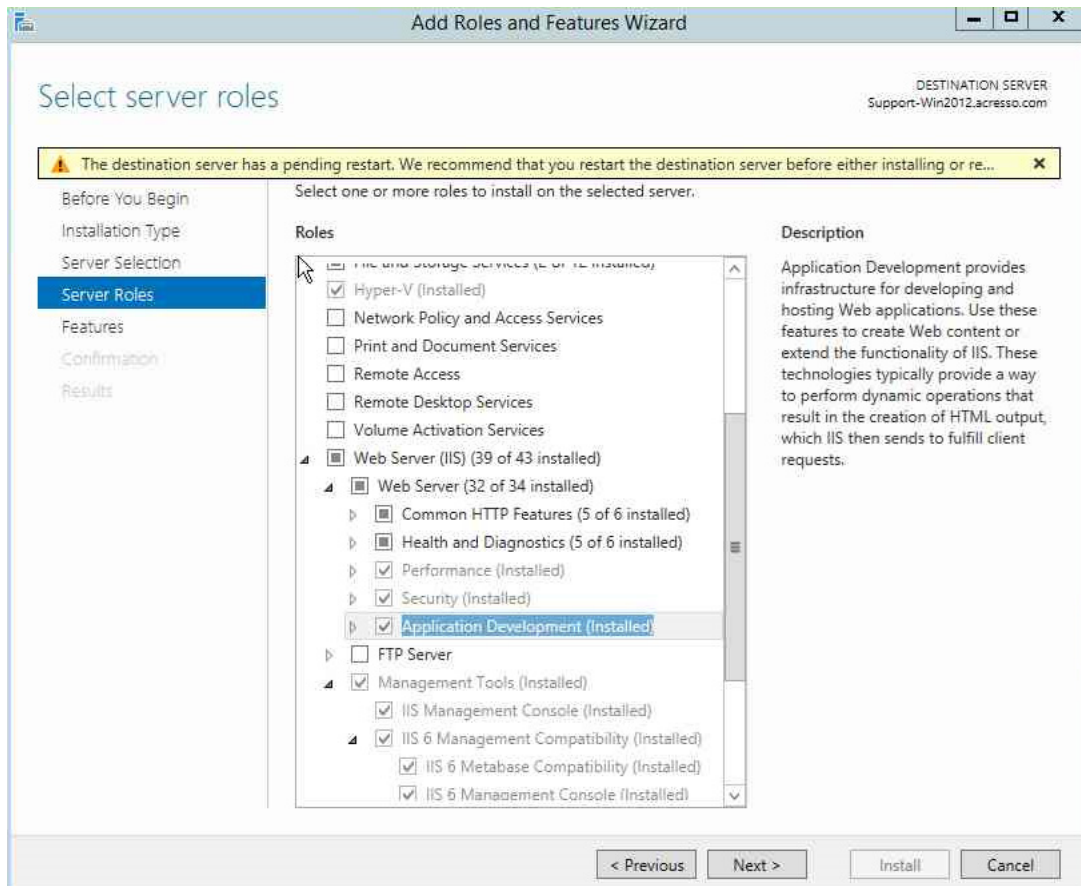 Add Roles and Features Wizard
Select server roles
DESTINATION SERVER
Support-Win2012.acresso.com
The destination server has a pending restart. We recommend that you restart the destination server before either installing or re...
Before You Begin
Installation Type
Server Selection
Server Roles
Features
Confirmation
Results
Select one or more roles to install on the selected server.
Roles
File and Storage Services (2 of 12 installed)
Hyper-V (Installed)
Network Policy and Access Services
Print and Document Services
Remote Access
Remote Desktop Services
Volume Activation Services
Web Server (IIS) (39 of 43 installed)
Web Server (32 of 34 installed)
Common HTTP Features (5 of 6 installed)
Health and Diagnostics (5 of 6 installed)
Performance (Installed)
Security (Installed)
Application Development (Installed)
FTP Server
Management Tools (Installed)
IIS Management Console (Installed)
IIS 6 Management Compatibility (Installed)
IIS 6 Metabase Compatibility (Installed)
IIS 6 Management Console (Installed)
Description
Application Development provides
infrastructure for developing and
hosting Web applications. Use these
features to create Web content or
extend the functionality of IIS. These
technologies typically provide a way
to perform dynamic operations that
result in the creation of HTML output,
which IIS then sends to fulfill client
requests.
< Previous
Next >
Install
Cancel